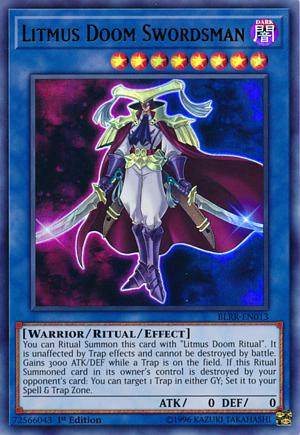 LITMUS DOOM SWORDSMAN
DARK
闇
BLRR-EN013
[WARRIOR/RITUAL/EFFECT]
You can Ritual Summon this card with "Litmus Doom Ritual". It
is unaffected by Trap effects and cannot be destroyed by battle.
Gains 3000 ATK/DEF while a Trap is on the field. If this Ritual
Summoned card in its owner's control is destroyed by your
opponent's card: You can target 1 Trap in either GY; Set it to your
Spell & Trap Zone.
ATK/ 0 DEF/ 0
72566043 1st Edition ©1996 KAZUKI TAKAHASHI